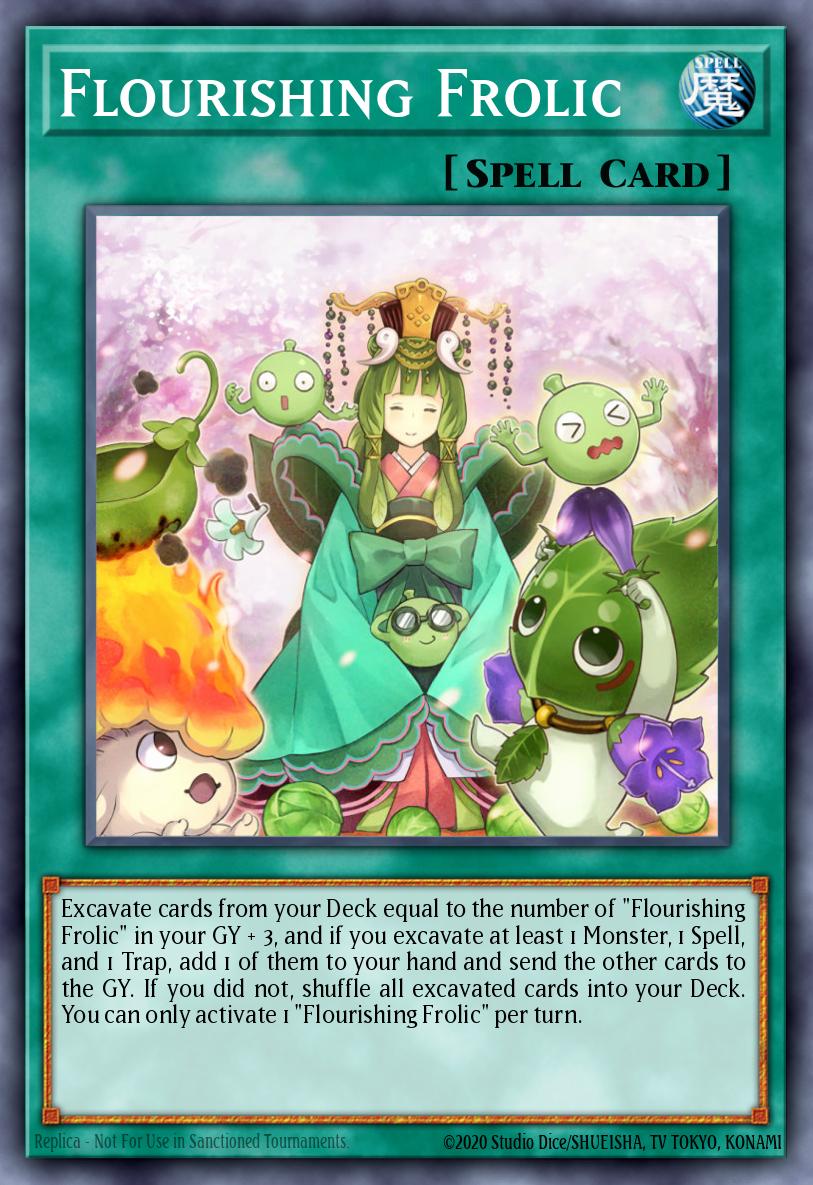 Flourishing Frolic
SPELL
魔
[ Spell Card ]
Excavate cards from your Deck equal to the number of "Flourishing
Frolic" in your GY + 3, and if you excavate at least 1 Monster, 1 Spell,
and 1 Trap, add 1 of them to your hand and send the other cards to
the GY. If you did not, shuffle all excavated cards into your Deck.
You can only activate 1 "Flourishing Frolic" per turn.
Replica - Not For Use in Sanctioned Tournaments.
©2020 Studio Dice/SHUEISHA, TV TOKYO, KONAMI